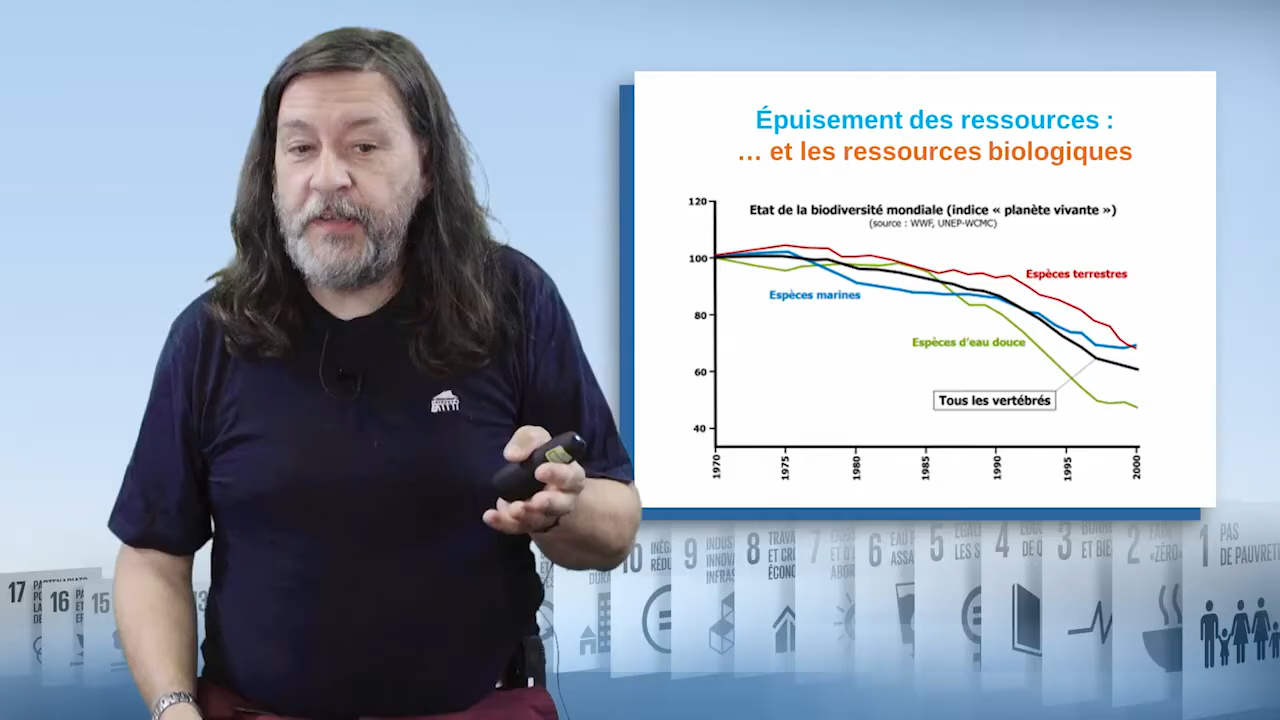 Épuisement des ressources :
… et les ressources biologiques
120
Etat de la biodiversité mondiale (indice « planète vivante »)
(source : WWF, UNEP-WCMC)
100
Espèces terrestres
Espèces marines
80
Espèces d'eau douce
60
Tous les vertébrés
40
1970
1975
1980
1985
1990
1995
2000
17
16
15
13
10
9
8
7
6
5
4
3
2
1
PAS
DE PAUVRET